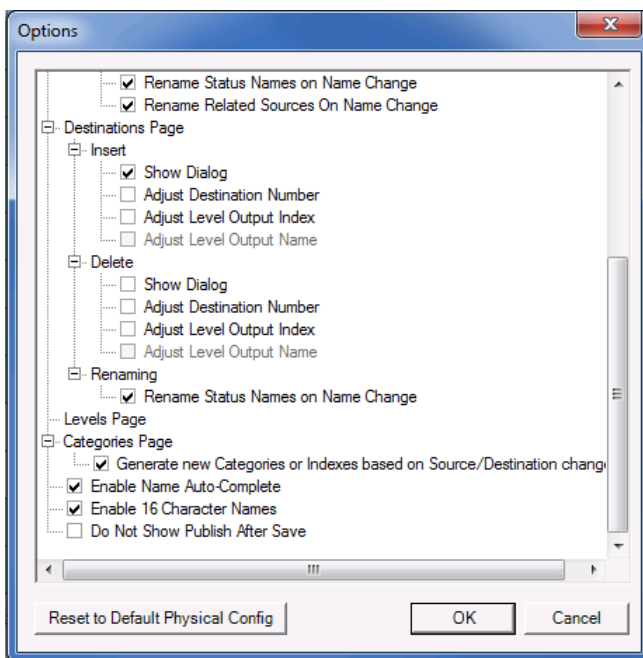 Options
Rename Status Names on Name Change
Rename Related Sources On Name Change
Destinations Page
Insert
Show Dialog
Adjust Destination Number
Adjust Level Output Index
Adjust Level Output Name
Delete
Show Dialog
Adjust Destination Number
Adjust Level Output Index
Adjust Level Output Name
Renaming
Rename Status Names on Name Change
Levels Page
Categories Page
Generate new Categories or Indexes based on Source/Destination chang
Enable Name Auto-Complete
Enable 16 Character Names
Do Not Show Publish After Save
Reset to Default Physical Config OK Cancel